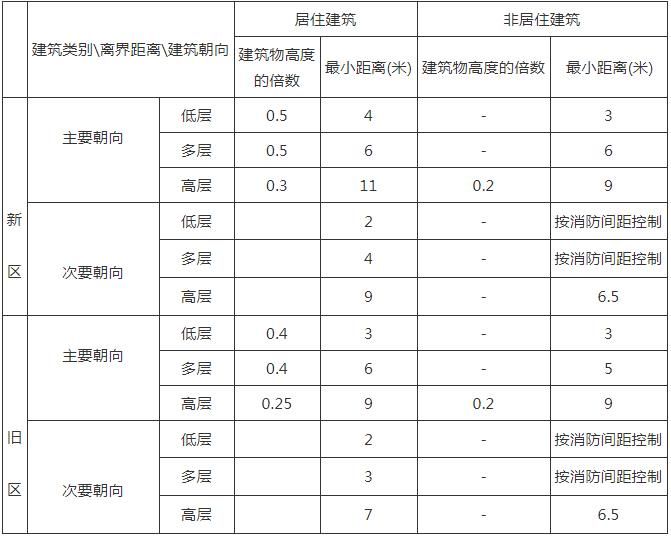 居住建筑 非居住建筑
建筑类别\离界距离\建筑朝向 建筑物高度的倍数 最小距离(米) 建筑物高度的倍数 最小距离(米)
新区 主要朝向 低层 0.5 4 - 3
多层 0.5 6 - 6
高层 0.3 11 0.2 9
次要朝向 低层 2 - 按消防间距控制
多层 4 - 按消防间距控制
高层 9 - 6.5
旧区 主要朝向 低层 0.4 3 - 3
多层 0.4 6 - 5
高层 0.25 9 0.2 9
次要朝向 低层 2 - 按消防间距控制
多层 3 - 按消防间距控制
高层 7 - 6.5